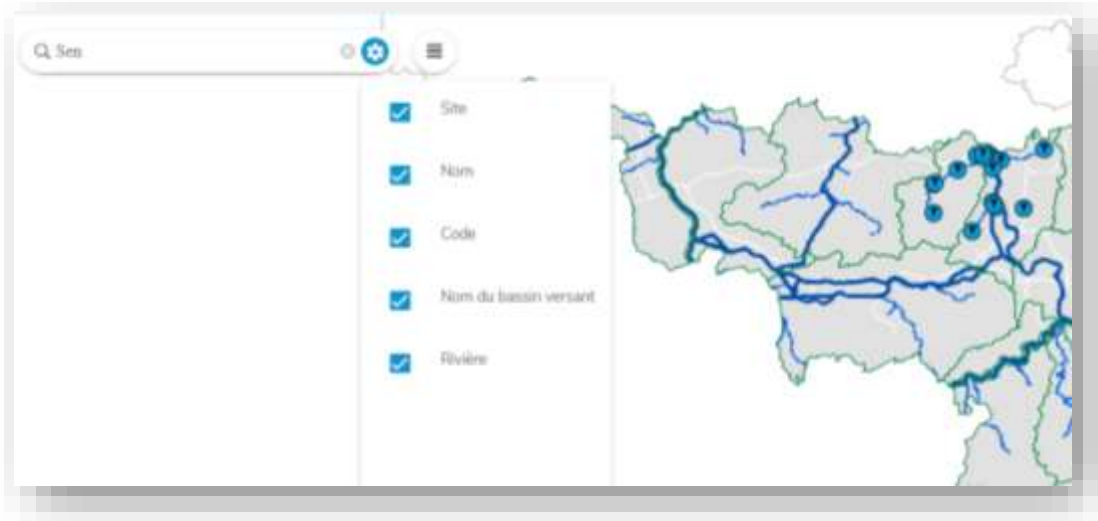 Sen
Site
Nom
Code
Nom du bassin versant
Rivière